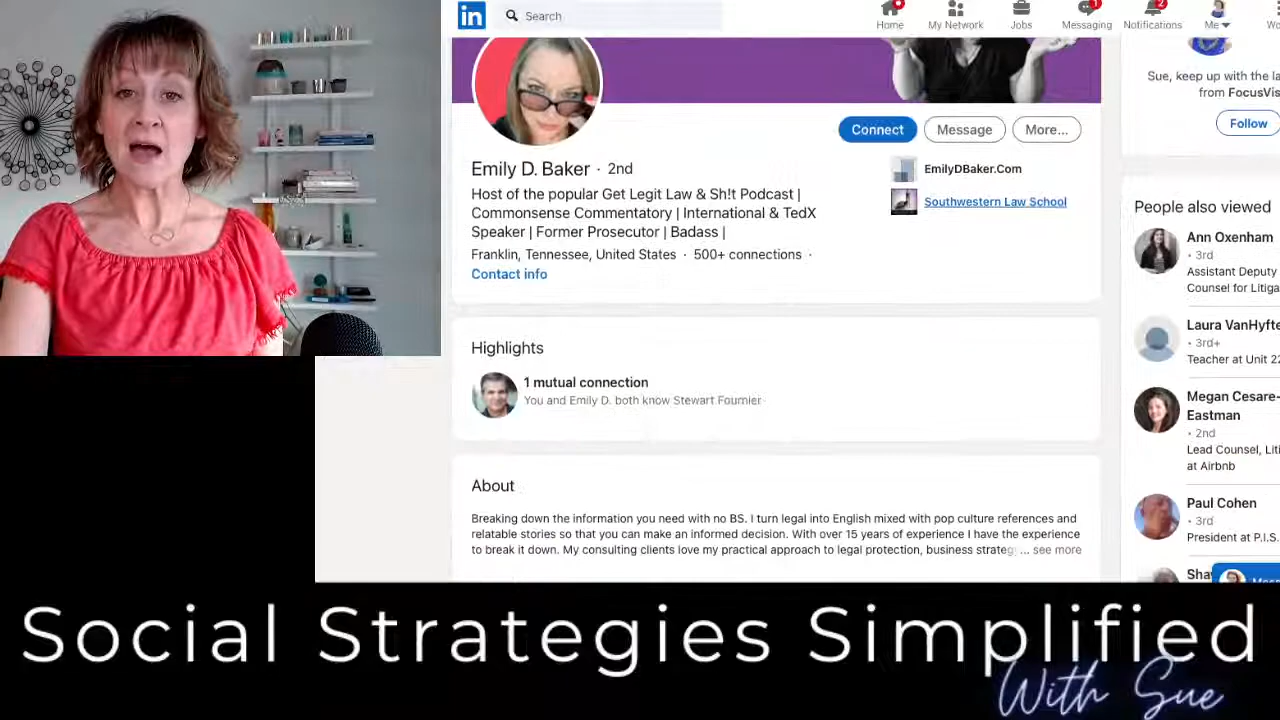 in
Search
Home
My Network
Jobs
1
Messaging
2
Notifications
Me
Sue, keep up with the
from
Follow
Connect
Message
More...
Emily D. Baker · 2nd
Host of the popular Get Legit Law & Sh!t Podcast |
Commonsense Commentary | International & TedX
Speaker | Former Prosecutor | Badass |
Franklin, Tennessee, United States · 500+ connections ·
Contact info
EmilyDBaker.Com
Southwestern Law School
Highlights
1 mutual connection
You and Emily D. both know Stewart Fournier
About
Breaking down the information you need with no BS. I turn legal into English mixed with pop culture references and
relatable stories so that you can make an informed decision. With over 15 years of experience I have the experience
to break it down. My consulting clients love my practical approach to legal protection, business strateg ... see more
People also viewed
Ann Oxenham
· 3rd
Assistant Deputy
Counsel for
Laura
· 3rd+
Teacher at Unit
Megan Cesare-
Eastman
· 2nd
Lead Counsel,
at Airbnb
Paul Cohen
· 3rd
President at P.I.S.
Social Strategies Simplified
With Sue